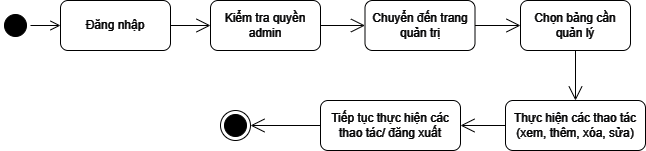 Đăng nhập
Kiểm tra quyền
admin
Chuyển đến trang
quản trị
Chọn bảng cần
quản lý
Thực hiện các thao tác
(xem, thêm, xóa, sửa)
Tiếp tục thực hiện các
thao tác/ đăng xuất